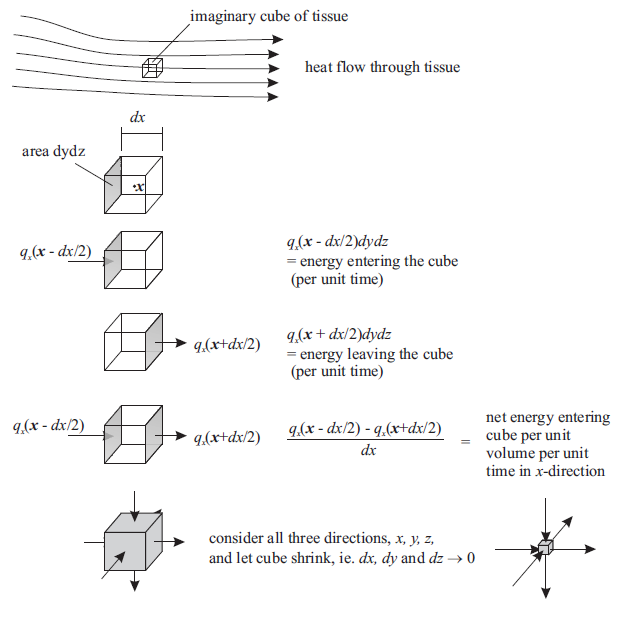 imaginary cube of tissue
heat flow through tissue
dx
area dydz
x
qₓ(x - dx/2)
qₓ(x - dx/2)dydz
= energy entering the cube
(per unit time)
qₓ(x+dx/2)
qₓ(x + dx/2)dydz
= energy leaving the cube
(per unit time)
qₓ(x - dx/2)
qₓ(x+dx/2)
qₓ(x - dx/2) - qₓ(x+dx/2)
dx
=
net energy entering
cube per unit
volume per unit
time in x-direction
consider all three directions, x, y, z,
and let cube shrink, ie. dx, dy and dz → 0